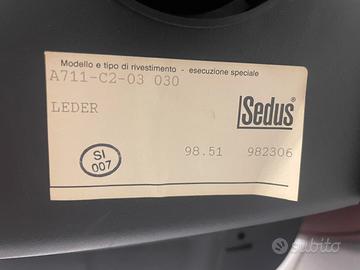 Modello e tipo di rivestimento - esecuzione speciale
A711-C2-03 030
LEDER
Sedus®
SI
007
98.51 982306
subito